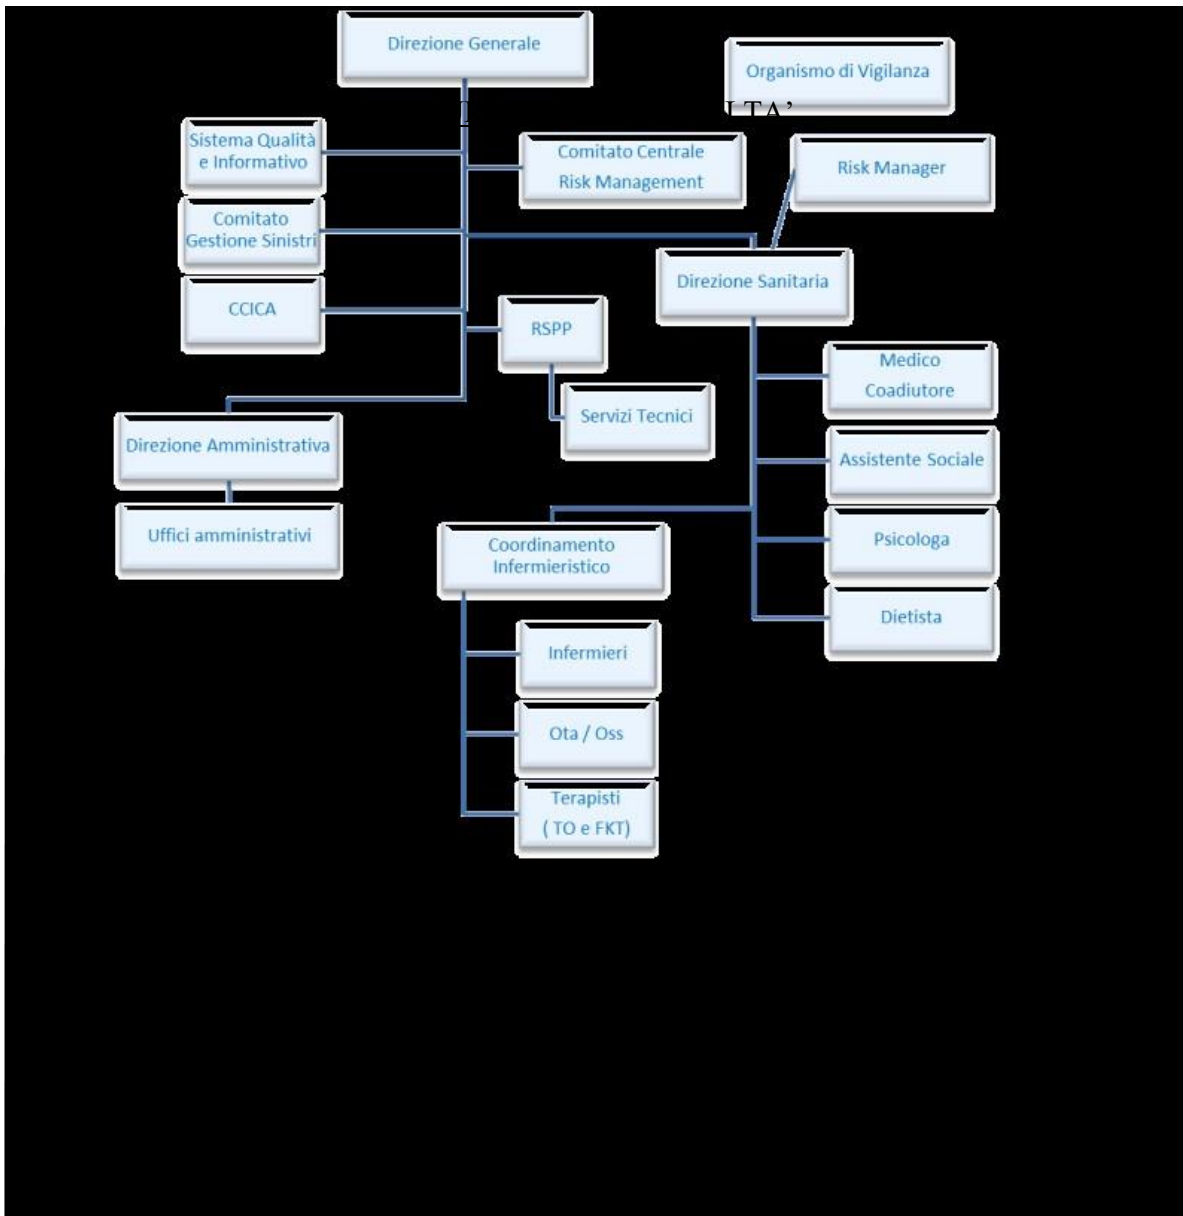 Direzione Generale
Organismo di Vigilanza
LTA’
Sistema Qualità
e Informativo
Comitato Centrale
Risk Management
Risk Manager
Comitato
Gestione Sinistri
Direzione Sanitaria
CCICA
RSPP
Medico
Coadiutore
Servizi Tecnici
Direzione Amministrativa
Assistente Sociale
Uffici amministrativi
Coordinamento
Infermieristico
Psicologa
Dietista
Infermieri
Ota / Oss
Terapisti
( TO e FKT)